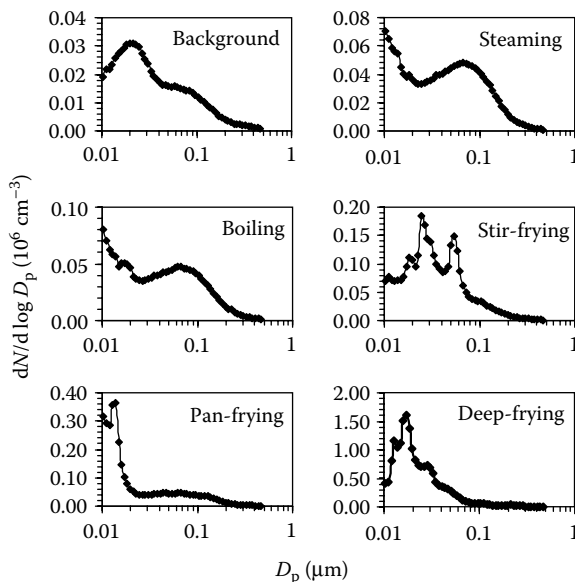 0.04
0.03
0.02
0.01
0.00
0.01 0.1 1
Background
0.08
0.06
0.04
0.02
0.00
0.01 0.1 1
Steaming
0.10
0.05
0.00
0.01 0.1 1
Boiling
0.20
0.15
0.10
0.05
0.00
0.01 0.1 1
Stir-frying
0.40
0.30
0.20
0.10
0.00
0.01 0.1 1
Pan-frying
2.00
1.50
1.00
0.50
0.00
0.01 0.1 1
Deep-frying
dN/d log Dp (10⁶ cm⁻³)
Dp (μm)